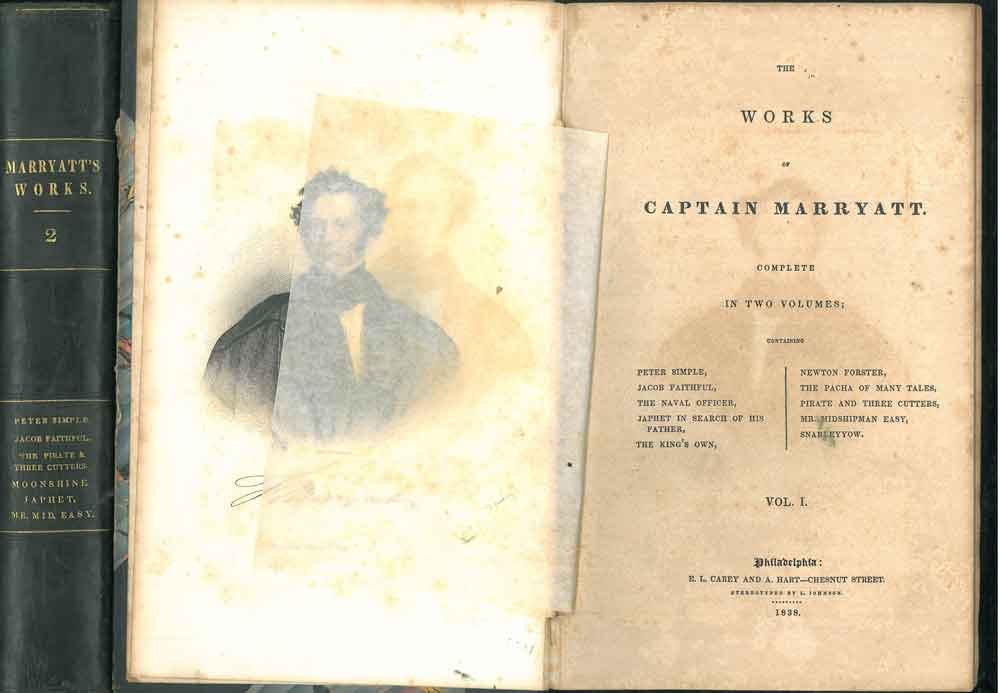 MARRYATT'S
WORKS.
2
PETER SIMPLE
JACOB FAITHFUL.
THE PIRATE &
THREE CUTTERS.
MOONSHINE
JAPHET,
MR. MID. EASY.
THE
WORKS
OF
CAPTAIN MARRYATT.
COMPLETE
IN TWO VOLUMES;
CONTAINING
PETER SIMPLE,
JACOB FAITHFUL,
THE NAVAL OFFICER,
JAPHET IN SEARCH OF HIS
FATHER,
THE KING'S OWN,
NEWTON FORSTER,
THE PACHA OF MANY TALES,
PIRATE AND THREE CUTTERS,
MR. MIDSHIPMAN EASY,
SNARLEYYOW.
VOL. I.
Philadelphia:
E. L. CAREY AND A. HART—CHESNUT STREET.
STEREOTYPED BY L. JOHNSON.
1838.